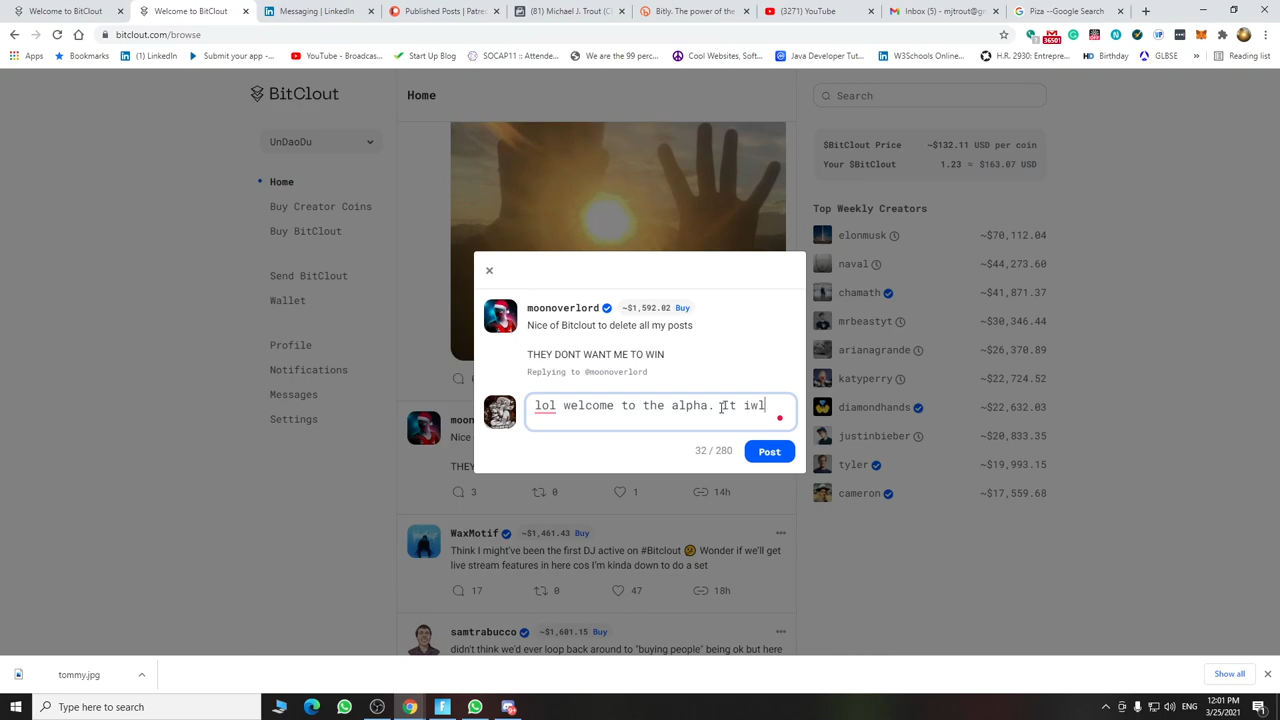 Welcome to BitClout
Welcome to BitClout
Messaging | LinkedIn
Published Posts | Patre
(81) Michael J. Trout (J
Bitly. The power of the
(3271) YouTube
Inbox (5) - mjtrout@gr
Piza --Google Search
bitclout.com/browse
36501
Apps
Bookmarks
(1) LinkedIn
Submit your app -...
YouTube - Broadca...
Start Up Blog
SOCAP11 :: Attende...
We are the 99 perc...
Cool Websites, Soft...
Java Developer Tut...
W3Schools Onlin...
H.R. 2930: Entrepre...
HD Birthday
GLBSE
»
Reading list
BitClout
UnDaoDu
Home
Buy Creator Coins
Buy BitClout
Send BitClout
Wallet
Profile
Notifications
Messages
Settings
Home
moon
Nice
THEY
3
0
1
14h
WaxMotif ~$1,461.43 Buy
Think I might've been the first DJ active on #Bitclout 🤔 Wonder if we'll get
live stream features in here cos I'm kinda down to do a set
17
0
47
18h
samtrabucco ~$1,601.15 Buy
didn't think we'd ever loop back around to "buying people" being ok but here
moonoverlord ~$1,592.02 Buy
Nice of Bitclout to delete all my posts
THEY DONT WANT ME TO WIN
Replying to @moonoverlord
lol welcome to the alpha. It iwl
32 / 280
Post
Search
$BitClout Price ~$132.11 USD per coin
Your $BitClout 1.23 = $163.07 USD
Top Weekly Creators
elonmusk ~$70,112.04
naval ~$44,273.60
chamath ~$41,871.37
mrbeastyt ~$30,346.44
arianagrande ~$26,370.89
katyperry ~$23,380.62
diamondhands ~$22,632.03
justinbieber ~$20,833.35
tyler ~$19,993.15
cameron ~$17,559.68
tommy.jpg
Show all
Type here to search
ENG
12:01 PM
3/25/2021